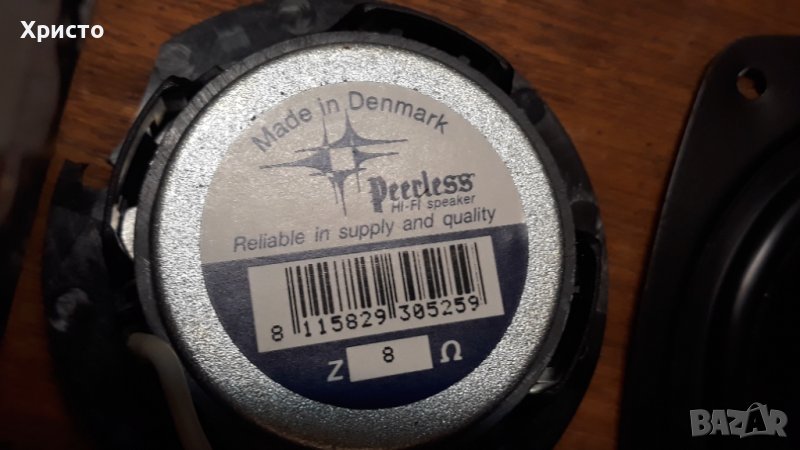 Христо
Made in Denmark
Peerless
HI-FI speaker
Reliable in supply and quality
8 115829 305259
Z 8 Ω
BAZAR